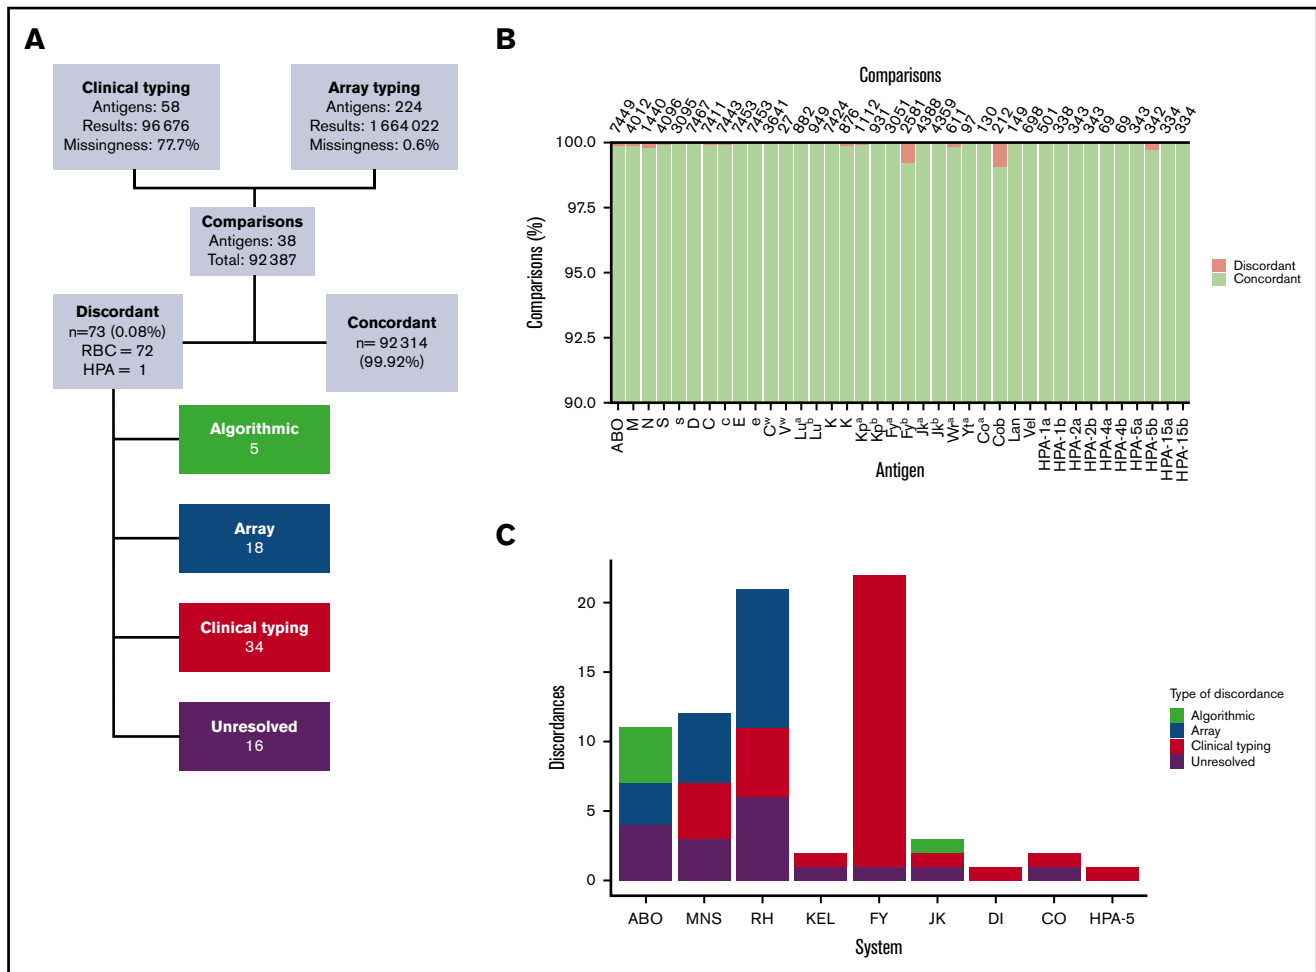 A
Clinical typing
Antigens: 58
Results: 96 676
Missingness: 77.7%
Array typing
Antigens: 224
Results: 1 664 022
Missingness: 0.6%
Comparisons
Antigens: 38
Total: 92 387
Discordant
n=73 (0.08%)
RBC = 72
HPA = 1
Concordant
n= 92 314
(99.92%)
Algorithmic
5
Array
18
Clinical typing
34
Unresolved
16
B
Comparisons
7449 4012 1440 4096 3095 7467 7411 7443 7453 7453 3641 27 882 949 7424 876 1112 931 3051 2581 4388 4359 611 97 130 212 149 698 501 338 343 343 69 69 343 342 334 334
100.0
97.5
95.0
92.5
90.0
Comparisons (%)
ABO M N S s D C c E e Cʷ Vʷ Luᵃ Luᵇ K K Kpᵃ Kpᵇ Fyᵃ Fyᵇ Jkᵃ Jkᵇ Wrᵃ Ytᵃ Coᵃ Cob Lan Vel HPA-1a HPA-1b HPA-2a HPA-2b HPA-4a HPA-4b HPA-5a HPA-5b HPA-15a HPA-15b
Antigen
Discordant
Concordant
C
20
15
10
5
0
Discordances
ABO MNS RH KEL FY JK DI CO HPA-5
System
Type of discordance
Algorithmic
Array
Clinical typing
Unresolved